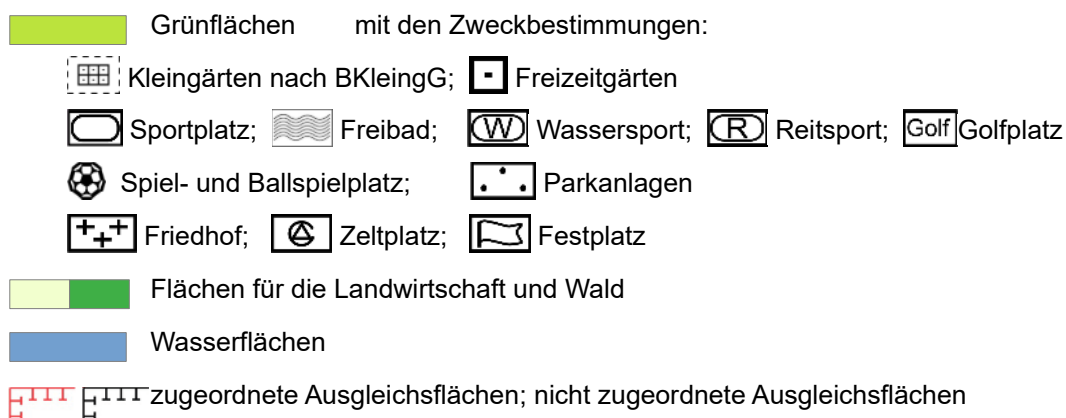 Grünflächen mit den Zweckbestimmungen:
Kleingärten nach BKleingG; Freizeitgärten
Sportplatz; Freibad; W Wassersport; R Reitsport; Golf Golfplatz
Spiel- und Ballspielplatz; Parkanlagen
Friedhof; Zeltplatz; Festplatz
Flächen für die Landwirtschaft und Wald
Wasserflächen
zugeordnete Ausgleichsflächen; nicht zugeordnete Ausgleichsflächen